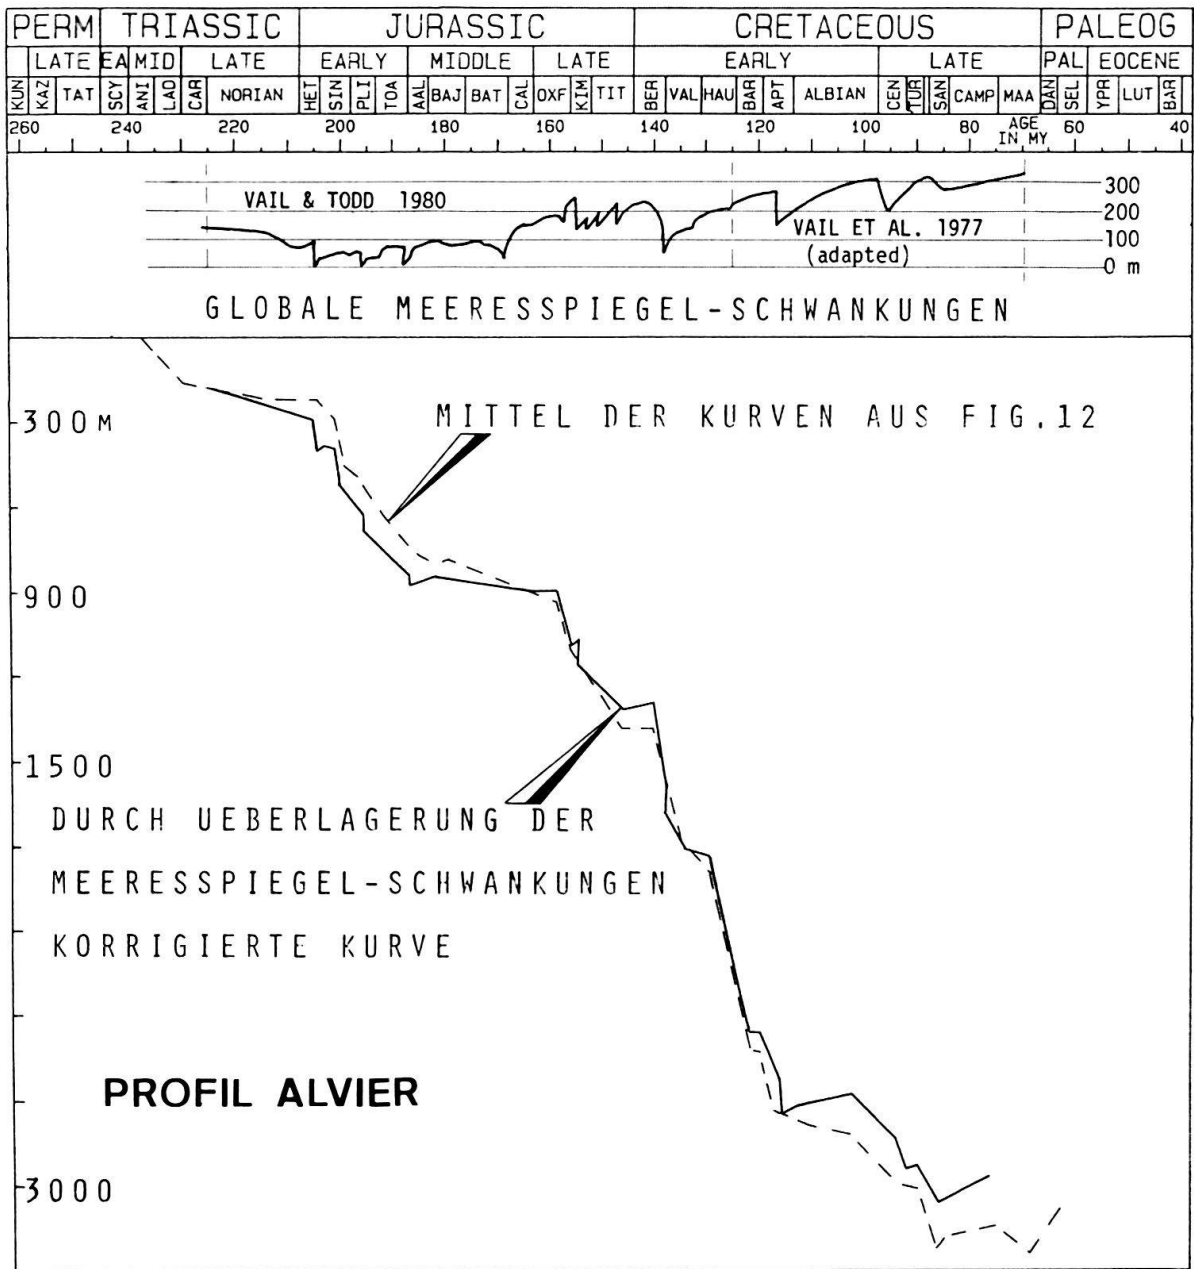 PERM TRIASSIC JURASSIC CRETACEOUS PALEOG
LATE EA MID LATE EARLY MIDDLE LATE EARLY LATE PAL EOCENE
KUN KAZ TAT SCY ANI LAD CAR NORIAN HET SIN PLI TOA AAL BAJ BAT CAL OXF KIM TIT BER VAL HAU BAR APT ALBIAN CEN TUR SAN CAMP MAA DAN SEL YPR LUT BAR
260 240 220 200 180 160 140 120 100 80 AGE IN MY 60 40
VAIL & TODD 1980
VAIL ET AL. 1977
(adapted)
300
200
100
0 m
GLOBALE MEERESSPIEGEL-SCHWANKUNGEN
300M
MITTEL DER KURVEN AUS FIG.12
900
1500
DURCH UEBERLAGERUNG DER
MEERESSPIEGEL-SCHWANKUNGEN
KORRIGIERTE KURVE
PROFIL ALVIER
3000